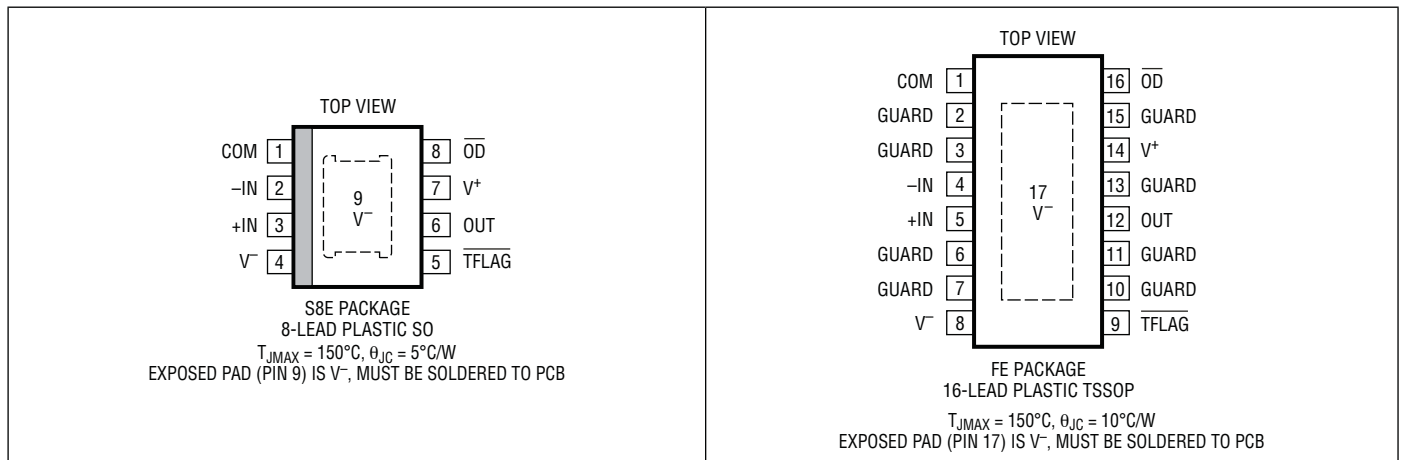 TOP VIEW
COM 1
–IN 2
+IN 3
V– 4
9
V–
8 OD
7 V+
6 OUT
5 TFLAG
S8E PACKAGE
8-LEAD PLASTIC SO
TJMAX = 150°C, θJC = 5°C/W
EXPOSED PAD (PIN 9) IS V–, MUST BE SOLDERED TO PCB
TOP VIEW
COM 1
GUARD 2
GUARD 3
–IN 4
+IN 5
GUARD 6
GUARD 7
V– 8
17
V–
16 OD
15 GUARD
14 V+
13 GUARD
12 OUT
11 GUARD
10 GUARD
9 TFLAG
FE PACKAGE
16-LEAD PLASTIC TSSOP
TJMAX = 150°C, θJC = 10°C/W
EXPOSED PAD (PIN 17) IS V–, MUST BE SOLDERED TO PCB